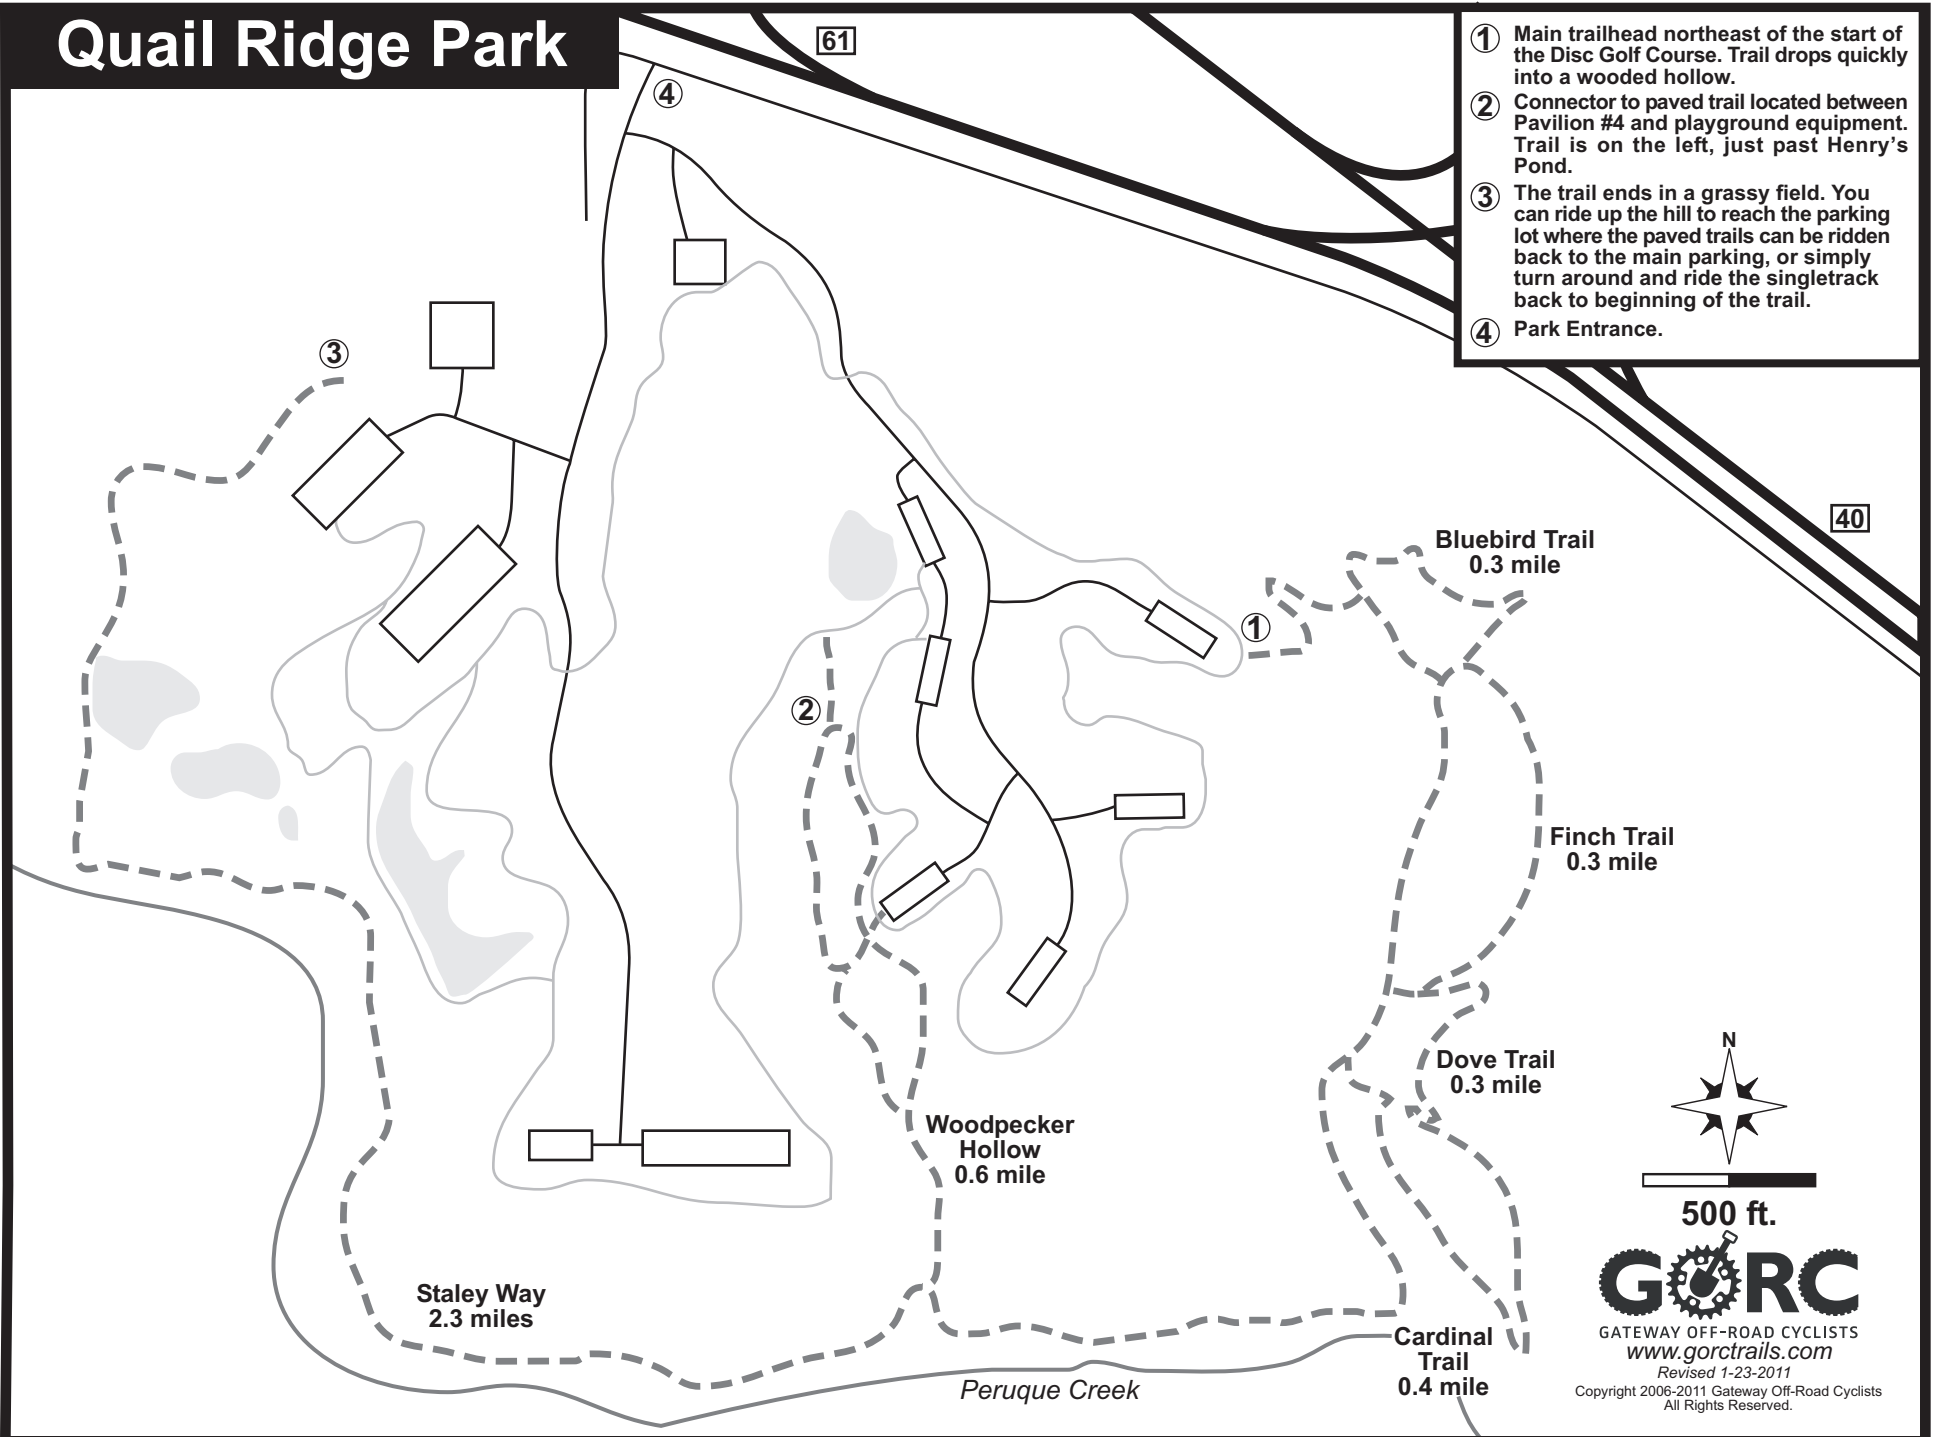 Quail Ridge Park
61
4
1 Main trailhead northeast of the start of
the Disc Golf Course. Trail drops quickly
into a wooded hollow.
2 Connector to paved trail located between
Pavilion #4 and playground equipment.
Trail is on the left, just past Henry's
Pond.
3 The trail ends in a grassy field. You
can ride up the hill to reach the parking
lot where the paved trails can be ridden
back to the main parking, or simply
turn around and ride the singletrack
back to beginning of the trail.
4 Park Entrance.
3
40
Bluebird Trail
0.3 mile
1
2
Finch Trail
0.3 mile
Dove Trail
0.3 mile
N
Woodpecker
Hollow
0.6 mile
500 ft.
Staley Way
2.3 miles
GORC
GATEWAY OFF-ROAD CYCLISTS
www.gorctrails.com
Revised 1-23-2011
Copyright 2006-2011 Gateway Off-Road Cyclists
All Rights Reserved.
Cardinal
Trail
0.4 mile
Peruque Creek